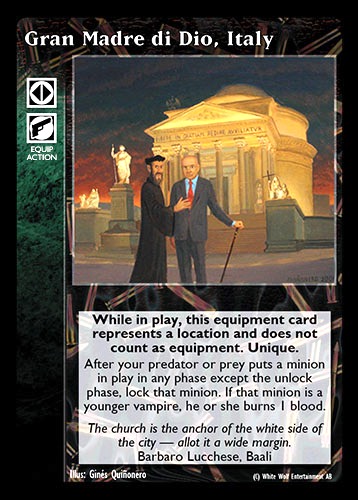 Gran Madre di Dio, Italy
EQUIP
ACTION
While in play, this equipment card
represents a location and does not
count as equipment. Unique.
After your predator or prey puts a minion
in play in any phase except the unlock
phase, lock that minion. If that minion is a
younger vampire, he or she burns 1 blood.
The church is the anchor of the white side of
the city — allot it a wide margin.
Barbaro Lucchese, Baali
Illus: Ginés Quiñonero
(C) White Wolf Entertainment AB